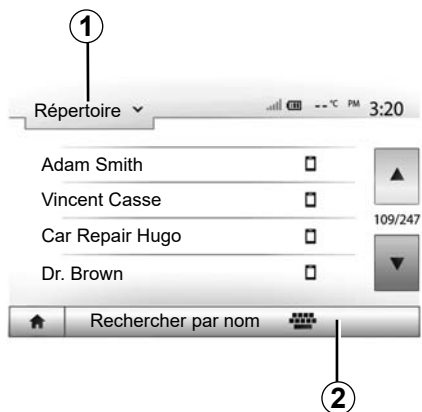 1
Répertoire --°C PM 3:20
Adam Smith
Vincent Casse
109/247
Car Repair Hugo
Dr. Brown
Rechercher par nom
2